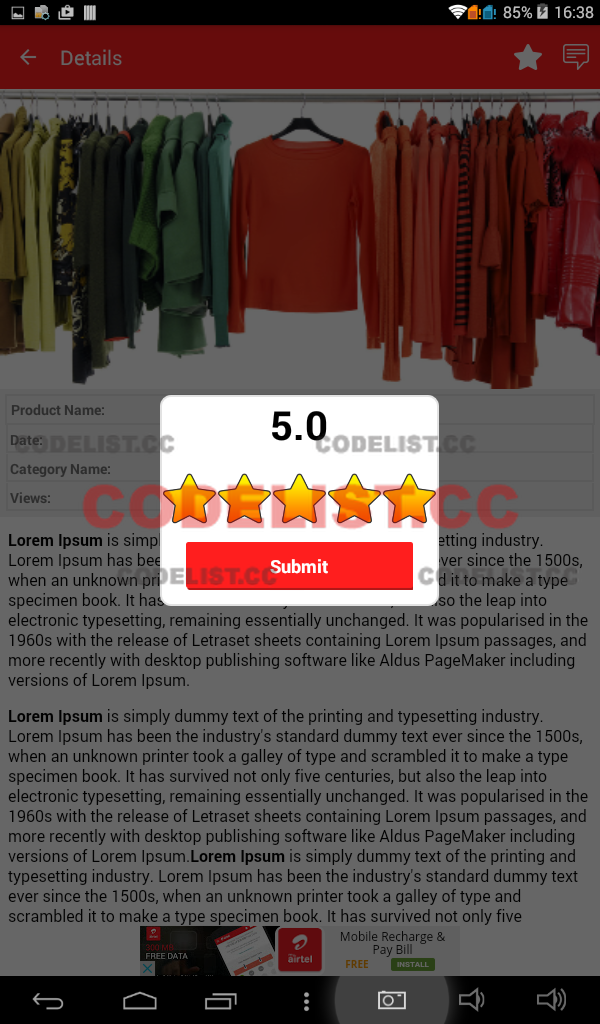 85% 16:38
Details
5.0
Product Name:
Date:
CODELIST.CC CODELIST.CC
Category Name:
Views:
CODELIST.CC
Lorem Ipsum is simp etting industry.
Lorem Ipsum has bee ver since the 1500s,
when an unknown pri d it to make a type
Submit
CODELIST.CC CODELIST.CC
specimen book. It has so the leap into
electronic typesetting, remaining essentially unchanged. It was popularised in the
1960s with the release of Letraset sheets containing Lorem Ipsum passages, and
more recently with desktop publishing software like Aldus PageMaker including
versions of Lorem Ipsum.
Lorem Ipsum is simply dummy text of the printing and typesetting industry.
Lorem Ipsum has been the industry's standard dummy text ever since the 1500s,
when an unknown printer took a galley of type and scrambled it to make a type
specimen book. It has survived not only five centuries, but also the leap into
electronic typesetting, remaining essentially unchanged. It was popularised in the
1960s with the release of Letraset sheets containing Lorem Ipsum passages, and
more recently with desktop publishing software like Aldus PageMaker including
versions of Lorem Ipsum.Lorem Ipsum is simply dummy text of the printing and
typesetting industry. Lorem Ipsum has been the industry's standard dummy text
ever since the 1500s, when an unknown printer took a galley of type and
scrambled it to make a type specimen book. It has survived not only five
FREE DATA
airtel
Mobile Recharge &
Pay Bill
FREE INSTALL